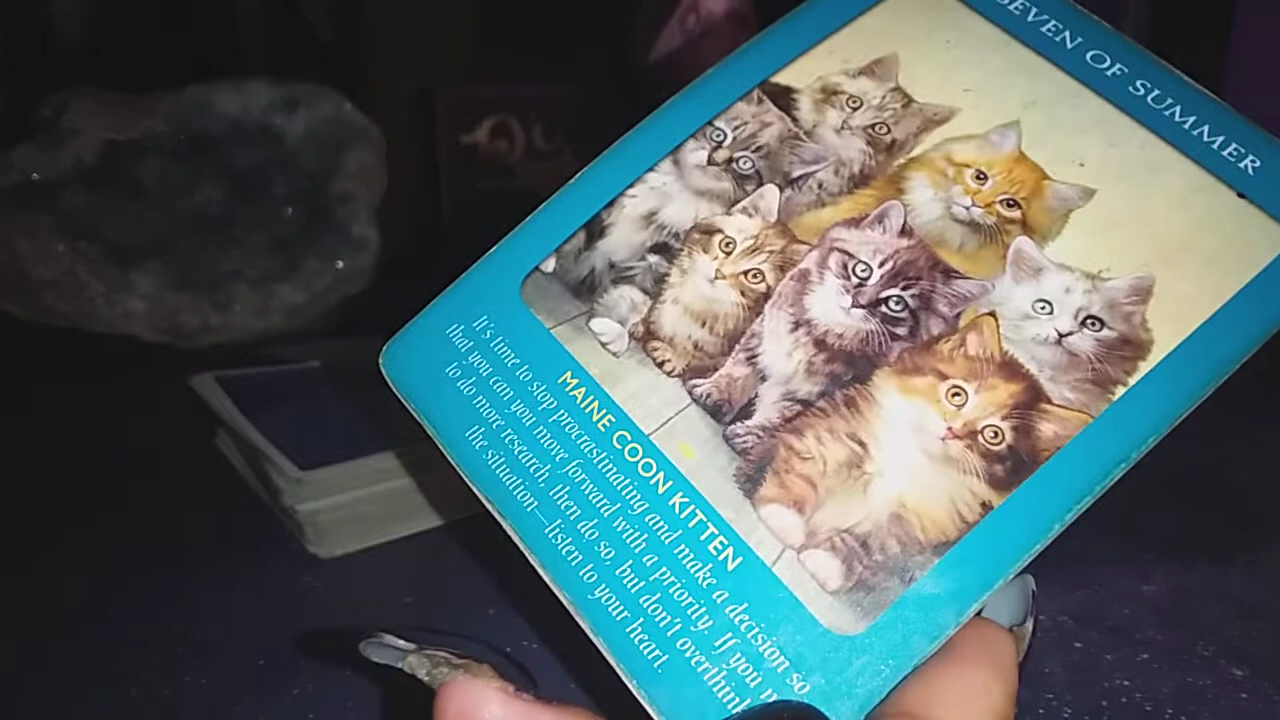 SEVEN OF SUMMER
MAINE COON KITTEN
It's time to stop procrastinating and make a decision so
that you can you move forward with a priority. If you
to do more research, then do so, but don't overthink
the situation—listen to your heart.